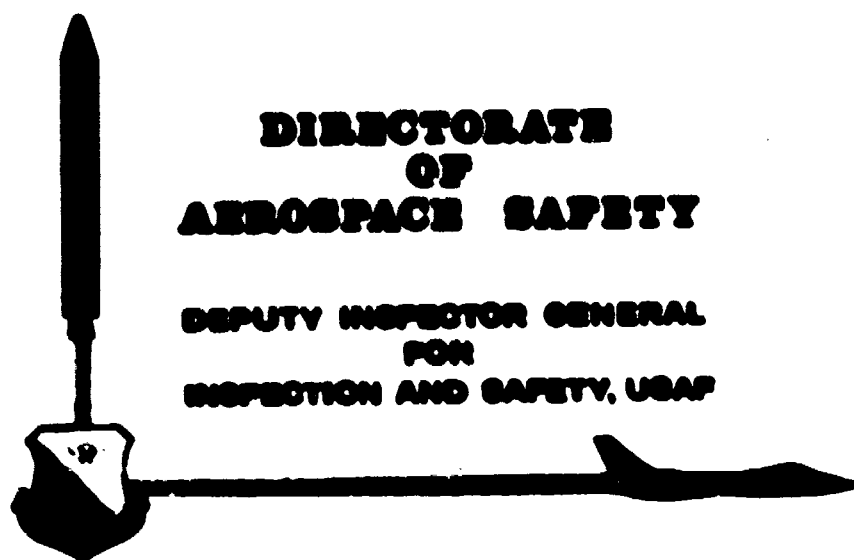 DIRECTORATE
OF
AEROSPACE SAFETY
DEPUTY INSPECTOR GENERAL
FOR
INSPECTION AND SAFETY, USAF